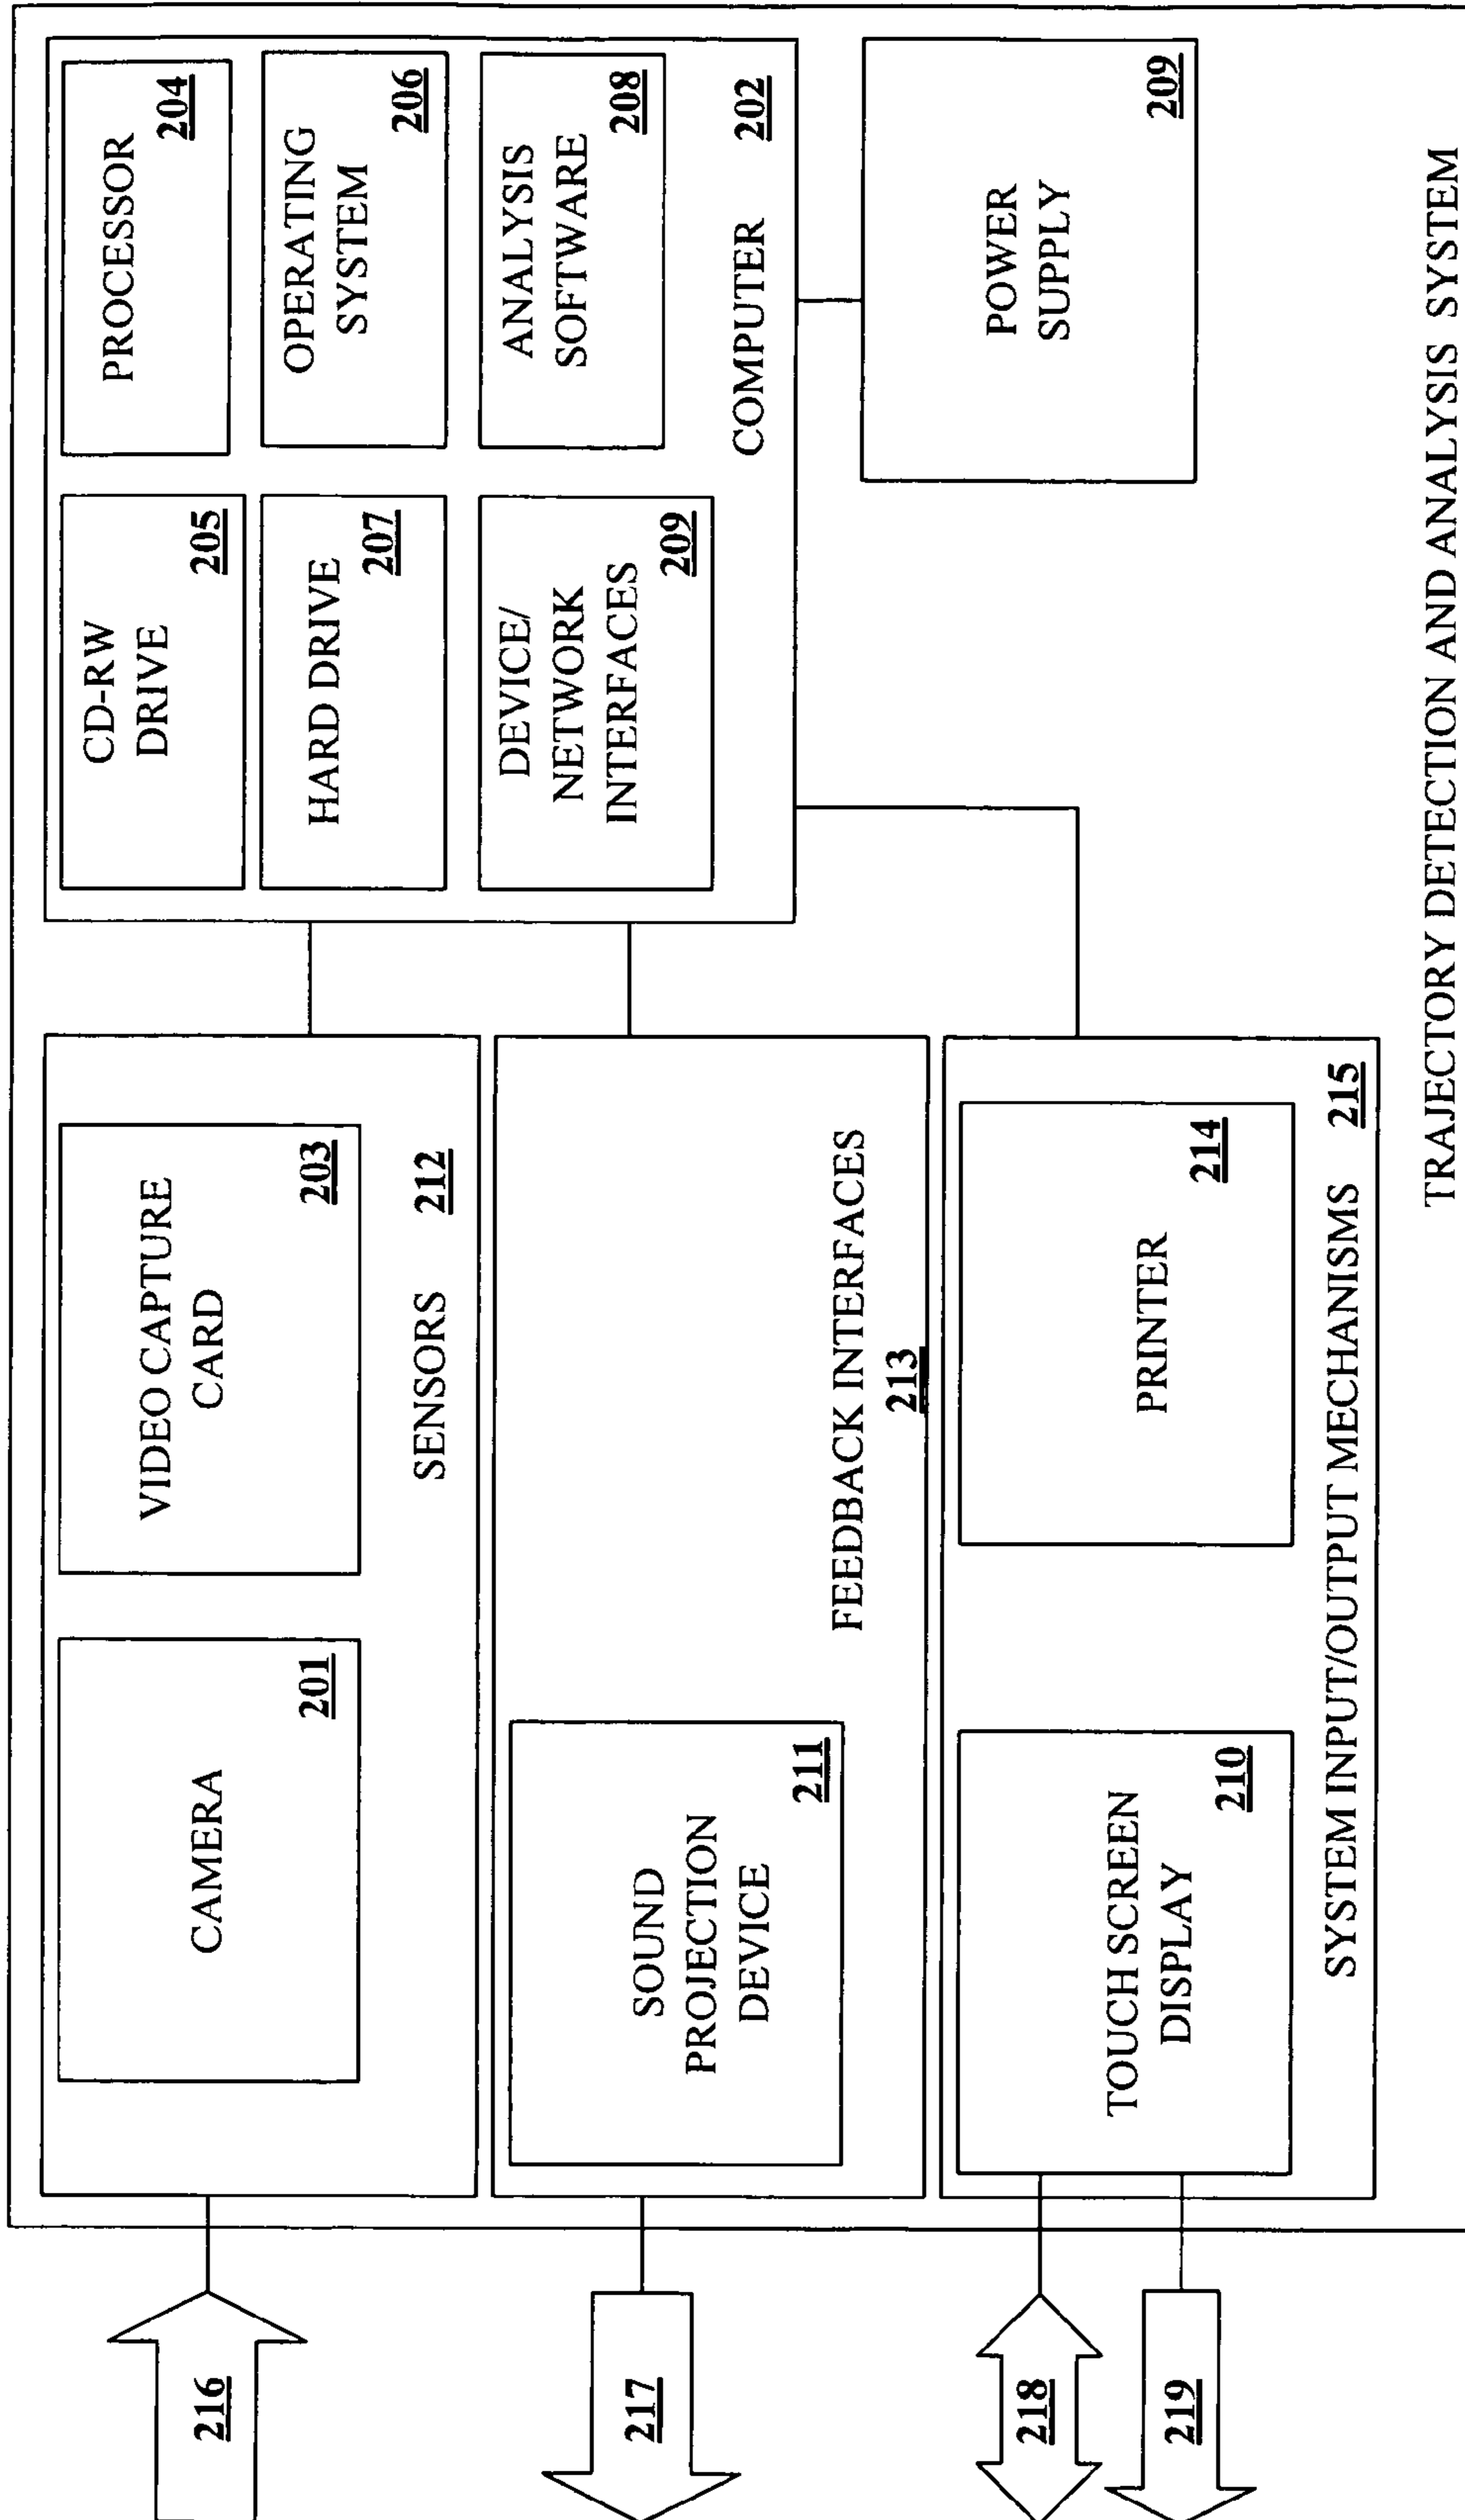 216
CAMERA
201
VIDEO CAPTURE
CARD
203
SENSORS 212
217
SOUND
PROJECTION
DEVICE
211
FEEDBACK INTERFACES
213
218
219
TOUCH SCREEN
DISPLAY
210
PRINTER
214
SYSTEM INPUT/OUTPUT MECHANISMS 215
CD-RW
DRIVE
205
PROCESSOR
204
HARD DRIVE
207
OPERATING
SYSTEM
206
DEVICE/
NETWORK
INTERFACES
209
ANALYSIS
SOFTWARE
208
COMPUTER 202
POWER
SUPPLY
209
TRAJECTORY DETECTION AND ANALYSIS SYSTEM